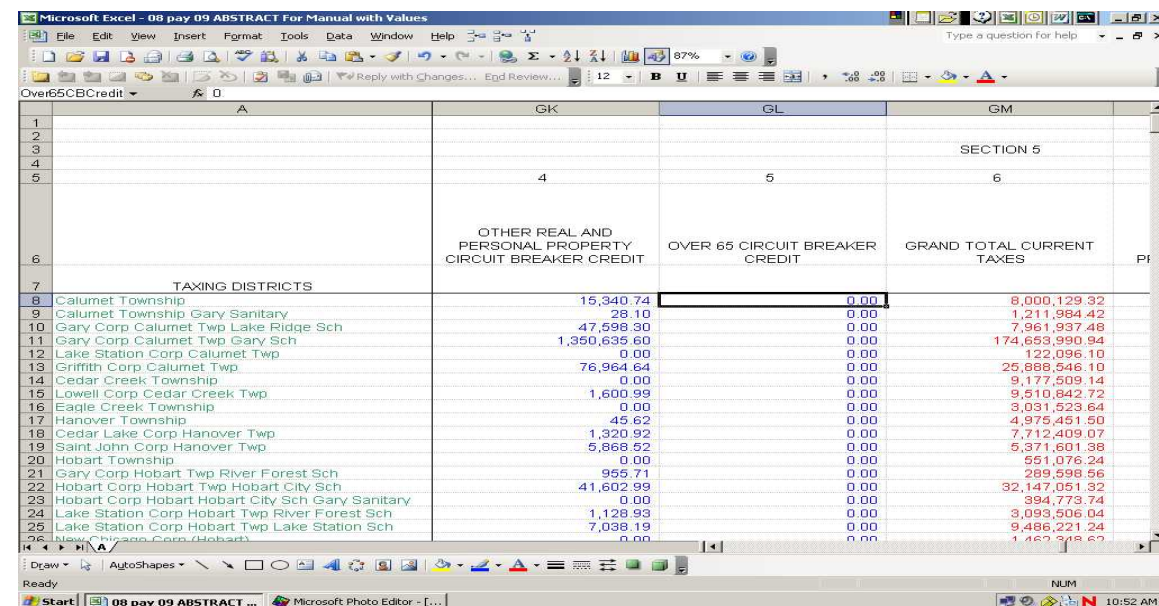 Microsoft Excel - 08 pay 09 ABSTRACT For Manual with Values
File Edit View Insert Format Tools Data Window Help Type a question for help
87%
Reply with Changes... End Review... 12 B U
Over65CBCredit fx 0
A GK GL GM
1
2
3 SECTION 5
4
5 4 5 6
OTHER REAL AND
PERSONAL PROPERTY OVER 65 CIRCUIT BREAKER GRAND TOTAL CURRENT
6 CIRCUIT BREAKER CREDIT CREDIT TAXES
7 TAXING DISTRICTS
8 Calumet Township 15,340.74 0.00 8,000,129.32
9 Calumet Township Gary Sanitary 28.10 0.00 1,211,984.42
10 Gary Corp Calumet Twp Lake Ridge Sch 47,598.30 0.00 7,961,937.48
11 Gary Corp Calumet Twp Gary Sch 1,350,635.60 0.00 174,653,990.94
12 Lake Station Corp Calumet Twp 0.00 0.00 122,096.10
13 Griffith Corp Calumet Twp 76,964.64 0.00 25,888,546.10
14 Cedar Creek Township 0.00 0.00 9,177,509.14
15 Lowell Corp Cedar Creek Twp 1,600.99 0.00 9,510,842.72
16 Eagle Creek Township 0.00 0.00 3,031,523.64
17 Hanover Township 45.62 0.00 4,975,451.50
18 Cedar Lake Corp Hanover Twp 1,320.92 0.00 7,712,409.07
19 Saint John Corp Hanover Twp 5,868.52 0.00 5,371,601.38
20 Hobart Township 0.00 0.00 551,076.24
21 Gary Corp Hobart Twp River Forest Sch 955.71 0.00 289,598.56
22 Hobart Corp Hobart Twp Hobart City Sch 41,602.99 0.00 32,147,051.32
23 Hobart Corp Hobart Hobart City Sch Gary Sanitary 0.00 0.00 394,773.74
24 Lake Station Corp Hobart Twp River Forest Sch 1,128.93 0.00 3,093,506.04
25 Lake Station Corp Hobart Twp Lake Station Sch 7,038.19 0.00 9,486,221.24
26 New Chicago Corp (Hobart) 0.00 0.00 1,462,348.62
A
Draw AutoShapes
Ready NUM
Start 08 pay 09 ABSTRACT ... Microsoft Photo Editor - [... 10:52 AM